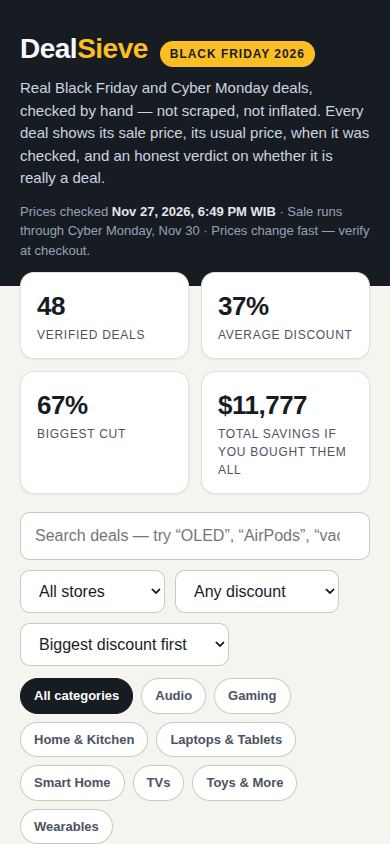 DealSieve BLACK FRIDAY 2026
Real Black Friday and Cyber Monday deals,
checked by hand — not scraped, not inflated. Every
deal shows its sale price, its usual price, when it was
checked, and an honest verdict on whether it is
really a deal.
Prices checked Nov 27, 2026, 6:49 PM WIB · Sale runs
through Cyber Monday, Nov 30 · Prices change fast — verify
at checkout.
48
VERIFIED DEALS
37%
AVERAGE DISCOUNT
67%
BIGGEST CUT
$11,777
TOTAL SAVINGS IF
YOU BOUGHT THEM
ALL
Search deals — try “OLED”, “AirPods”,
All stores
Any discount
Biggest discount first
All categories
Audio
Gaming
Home & Kitchen
Laptops & Tablets
Smart Home
TVs
Toys & More
Wearables